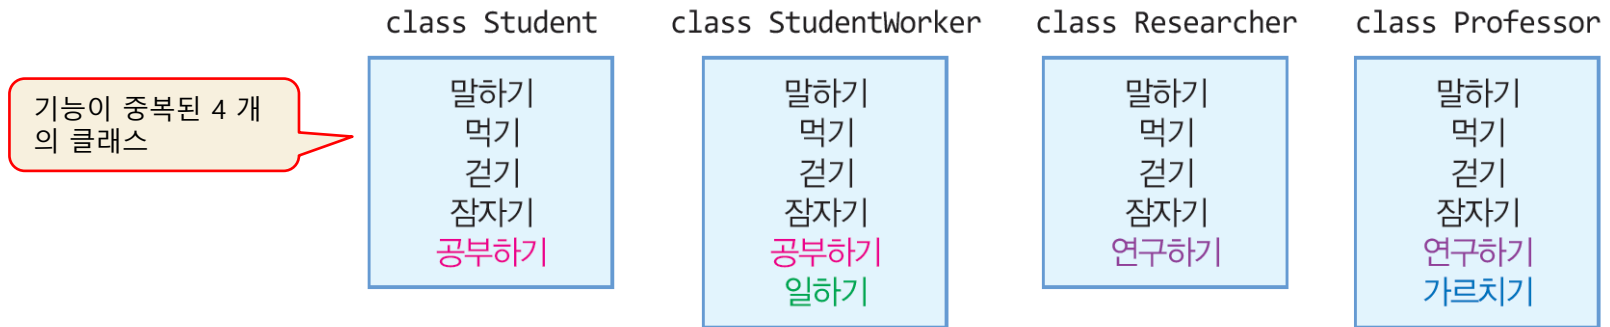 class Student
class StudentWorker
class Researcher
class Professor
기능이 중복된 4 개
의 클래스
말하기
먹기
걷기
잠자기
공부하기
말하기
먹기
걷기
잠자기
공부하기
일하기
말하기
먹기
걷기
잠자기
연구하기
말하기
먹기
걷기
잠자기
연구하기
가르치기